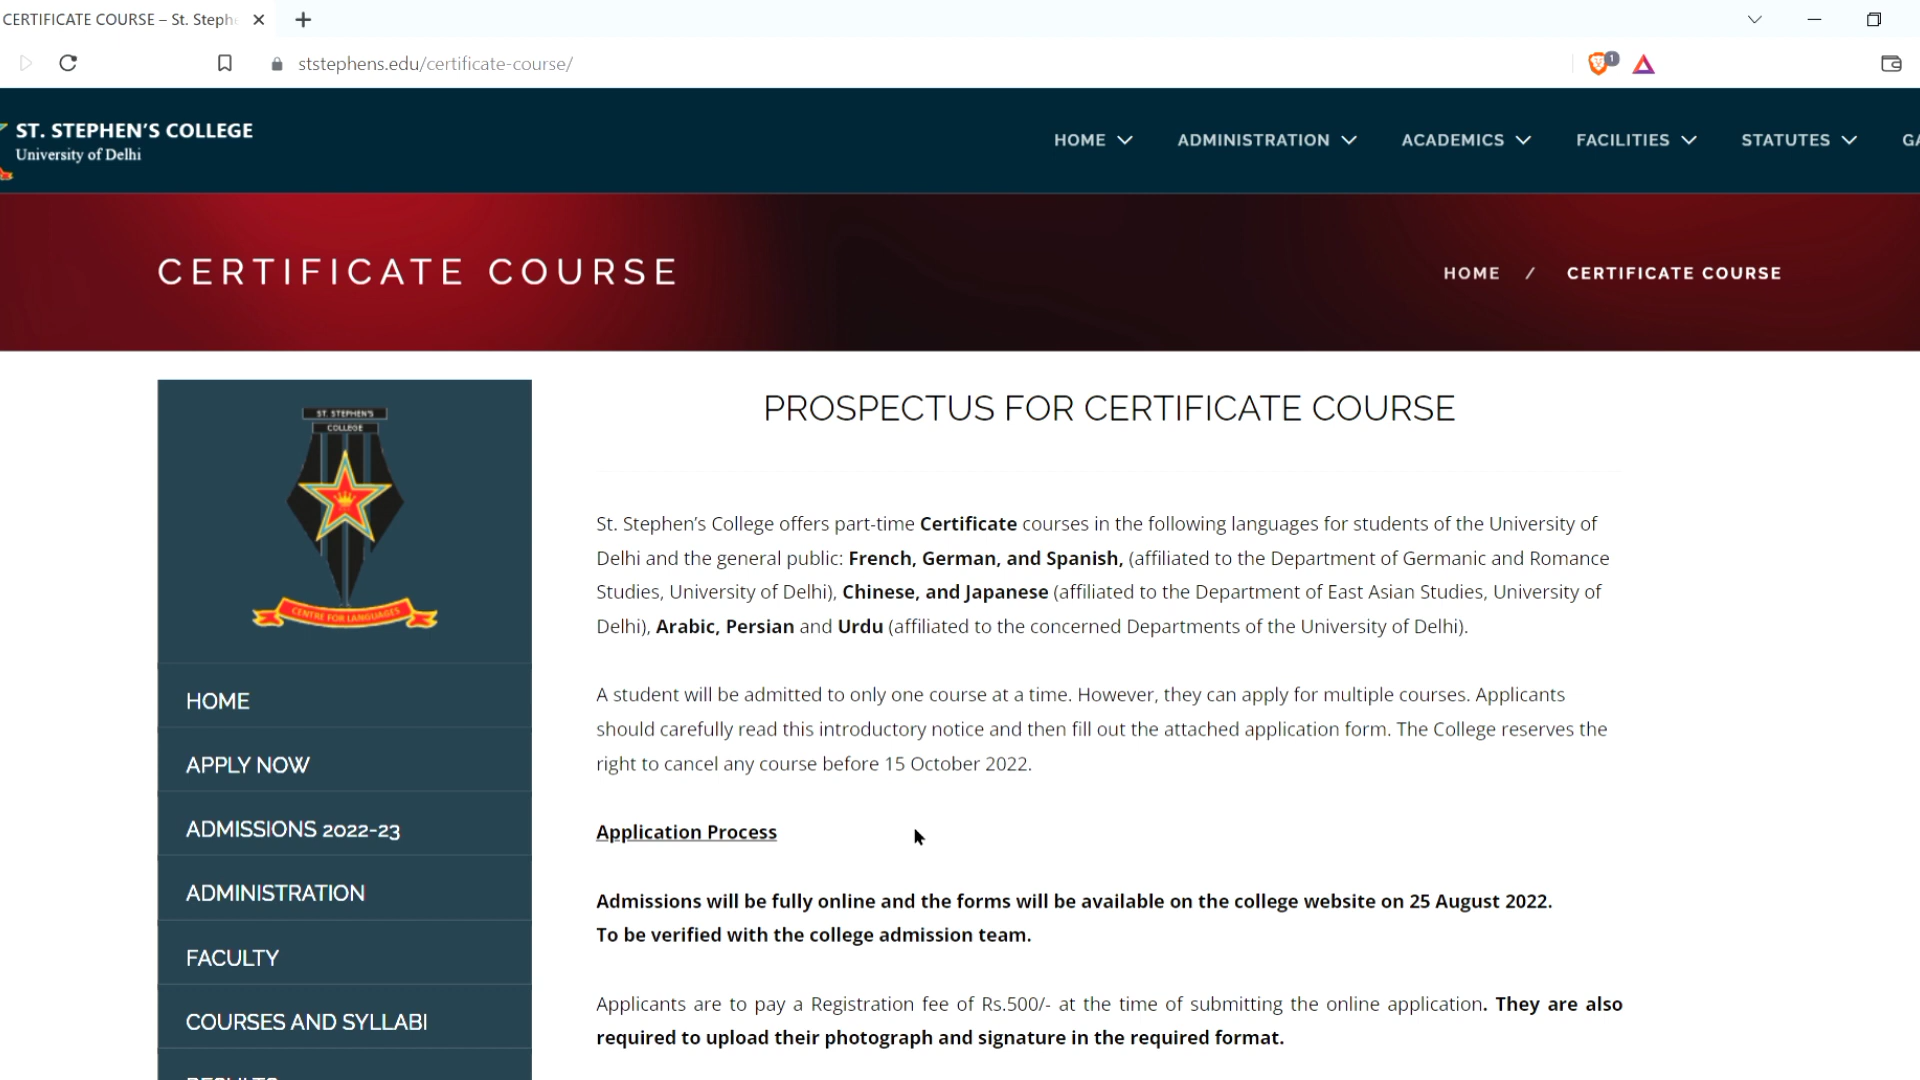 CERTIFICATE COURSE – St. Steph
ststephens.edu/certificate-course/
1
ST. STEPHEN'S COLLEGE
University of Delhi
HOME
ADMINISTRATION
ACADEMICS
FACILITIES
STATUTES
GA
CERTIFICATE COURSE
HOME / CERTIFICATE COURSE
ST. STEPHEN'S
COLLEGE
CENTRE FOR LANGUAGES
HOME
APPLY NOW
ADMISSIONS 2022-23
ADMINISTRATION
FACULTY
COURSES AND SYLLABI
RESULTS
PROSPECTUS FOR CERTIFICATE COURSE
St. Stephen's College offers part-time Certificate courses in the following languages for students of the University of
Delhi and the general public: French, German, and Spanish, (affiliated to the Department of Germanic and Romance
Studies, University of Delhi), Chinese, and Japanese (affiliated to the Department of East Asian Studies, University of
Delhi), Arabic, Persian and Urdu (affiliated to the concerned Departments of the University of Delhi).
A student will be admitted to only one course at a time. However, they can apply for multiple courses. Applicants
should carefully read this introductory notice and then fill out the attached application form. The College reserves the
right to cancel any course before 15 October 2022.
Application Process
Admissions will be fully online and the forms will be available on the college website on 25 August 2022.
To be verified with the college admission team.
Applicants are to pay a Registration fee of Rs.500/- at the time of submitting the online application. They are also
required to upload their photograph and signature in the required format.